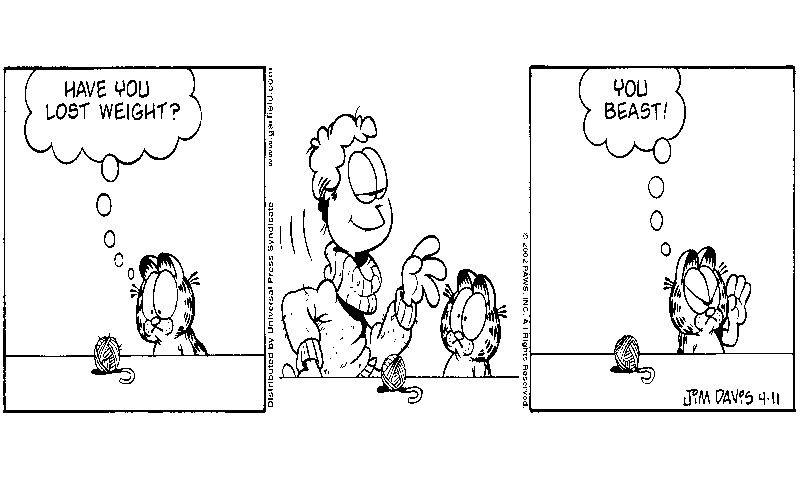 HAVE YOU
LOST WEIGHT?
www.garfield.com
Distributed by Universal Press Syndicate
YOU
BEAST!
© 2002 PAWS, INC. All Rights Reserved
JIM DAVIS 4·11